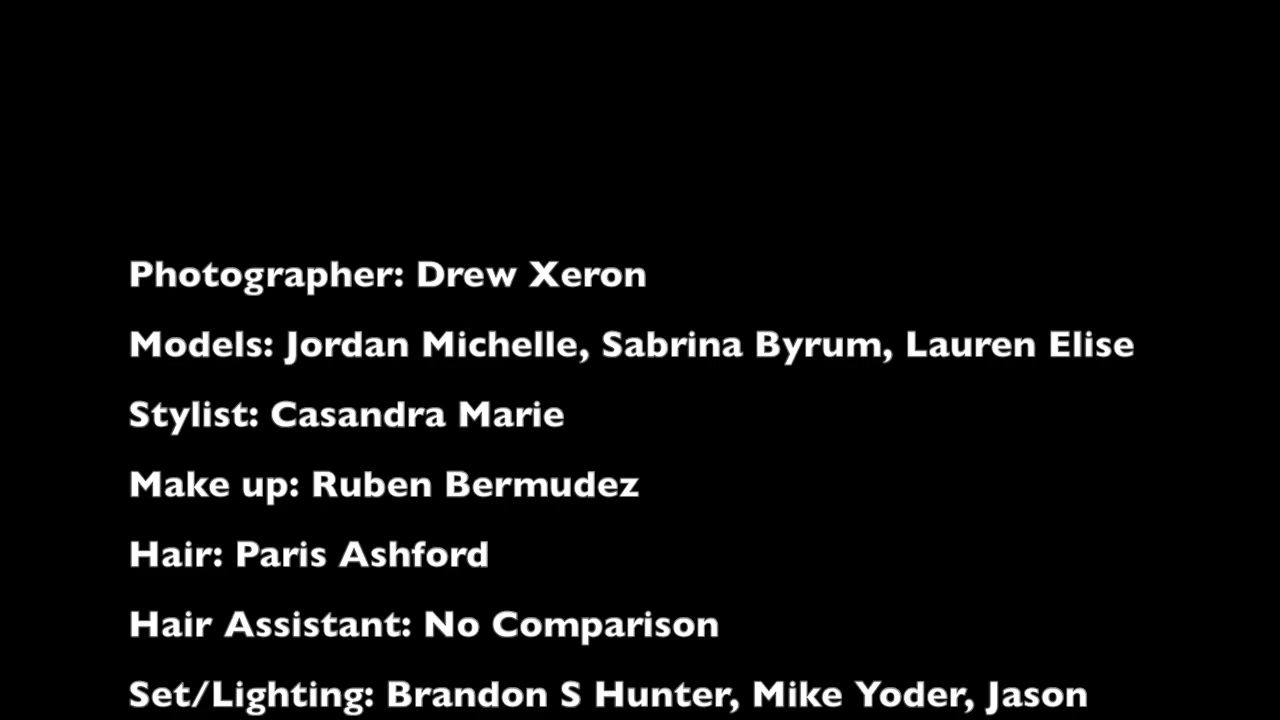 Photographer: Drew Xeron
Models: Jordan Michelle, Sabrina Byrum, Lauren Elise
Stylist: Casandra Marie
Make up: Ruben Bermudez
Hair: Paris Ashford
Hair Assistant: No Comparison
Set/Lighting: Brandon S Hunter, Mike Yoder, Jason